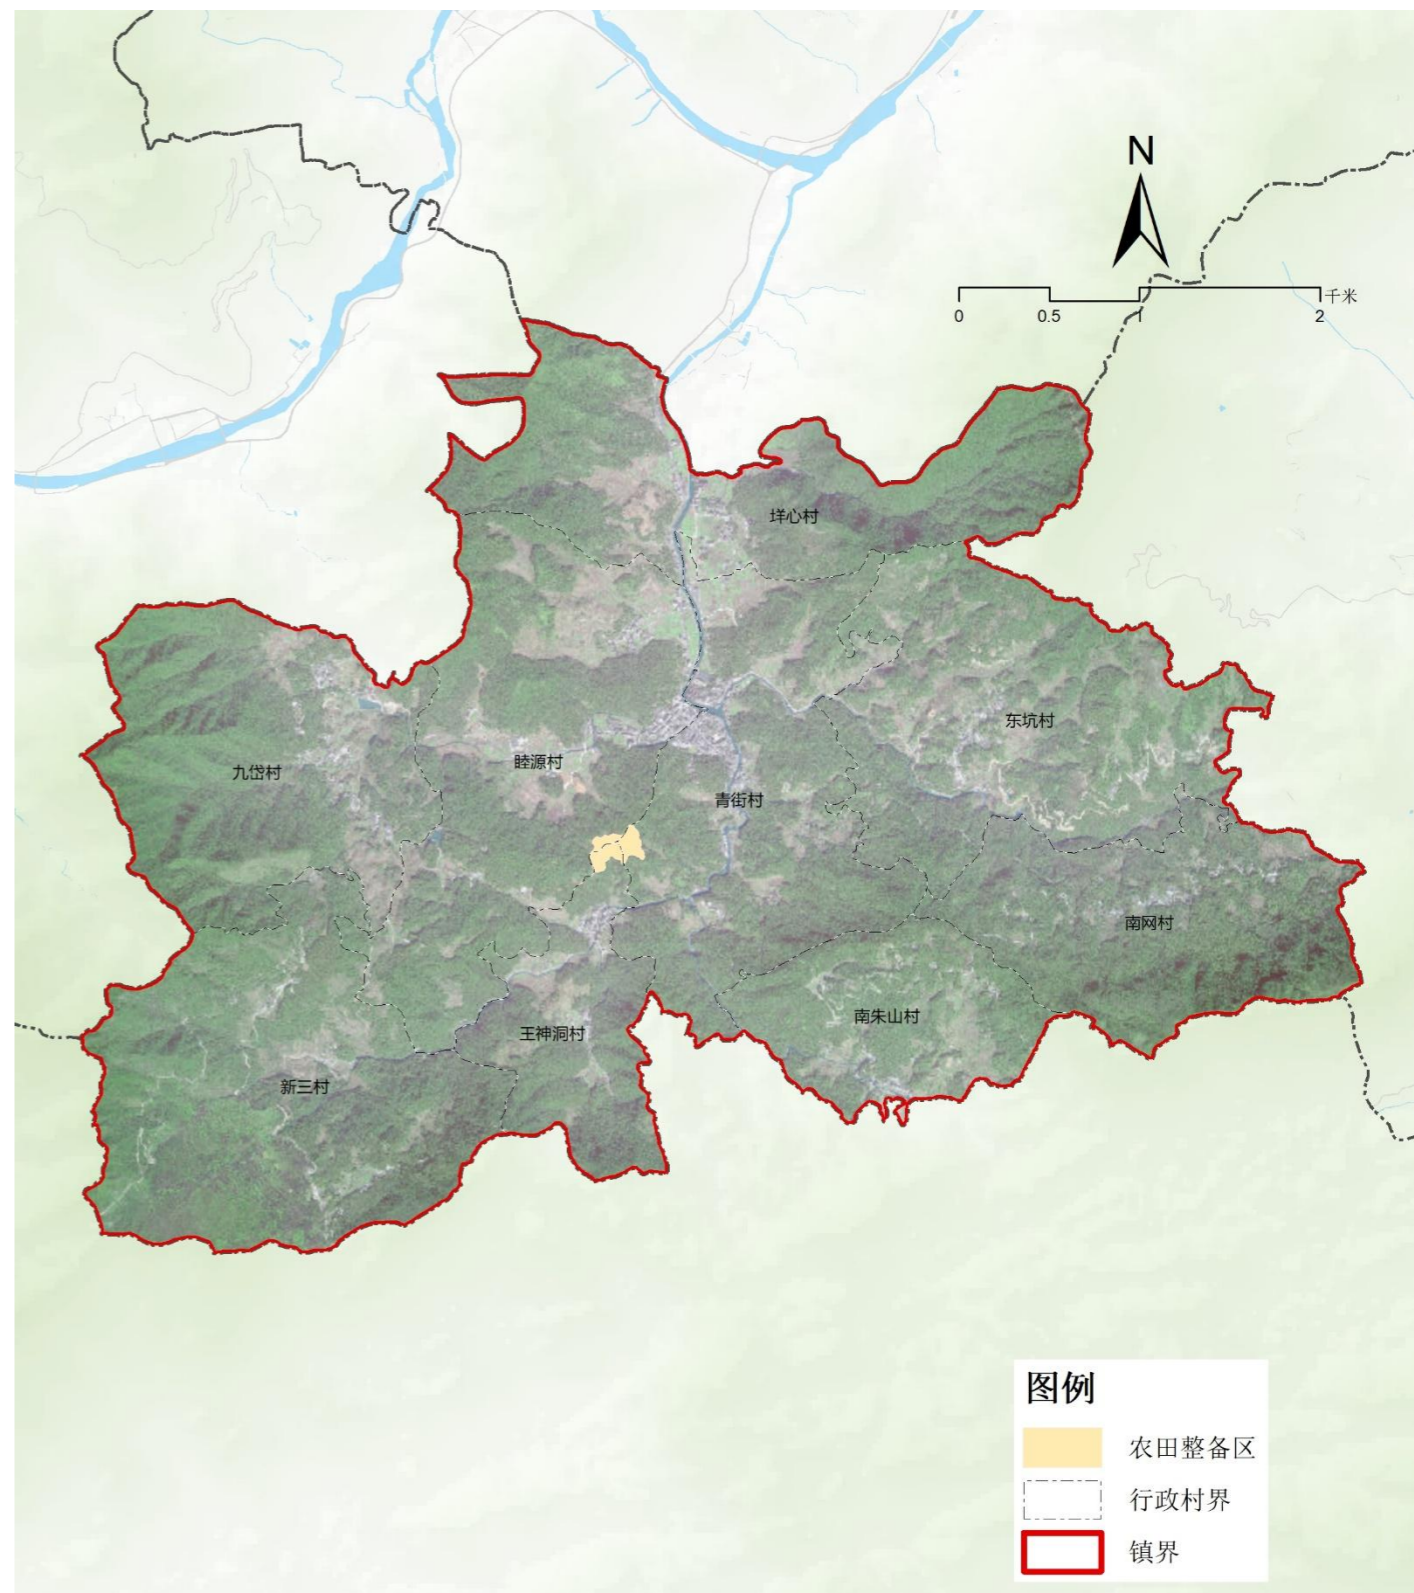 N
千米
0
0.5
1
2
垟心村
东坑村
睦源村
九岱村
青街村
南网村
南朱山村
王神洞村
新三村
图例
农田整备区
行政村界
镇界